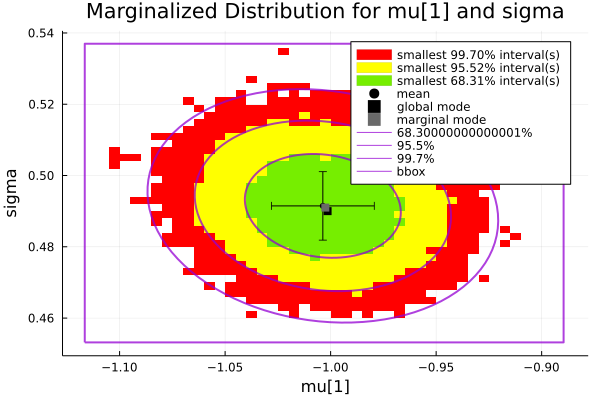 Marginalized Distribution for mu[1] and sigma
0.54
0.52
0.50
0.48
0.46
sigma
smallest 99.70% interval(s)
smallest 95.52% interval(s)
smallest 68.31% interval(s)
mean
global mode
marginal mode
68.30000000000001%
95.5%
99.7%
bbox
−1.10
−1.05
−1.00
−0.95
−0.90
mu[1]